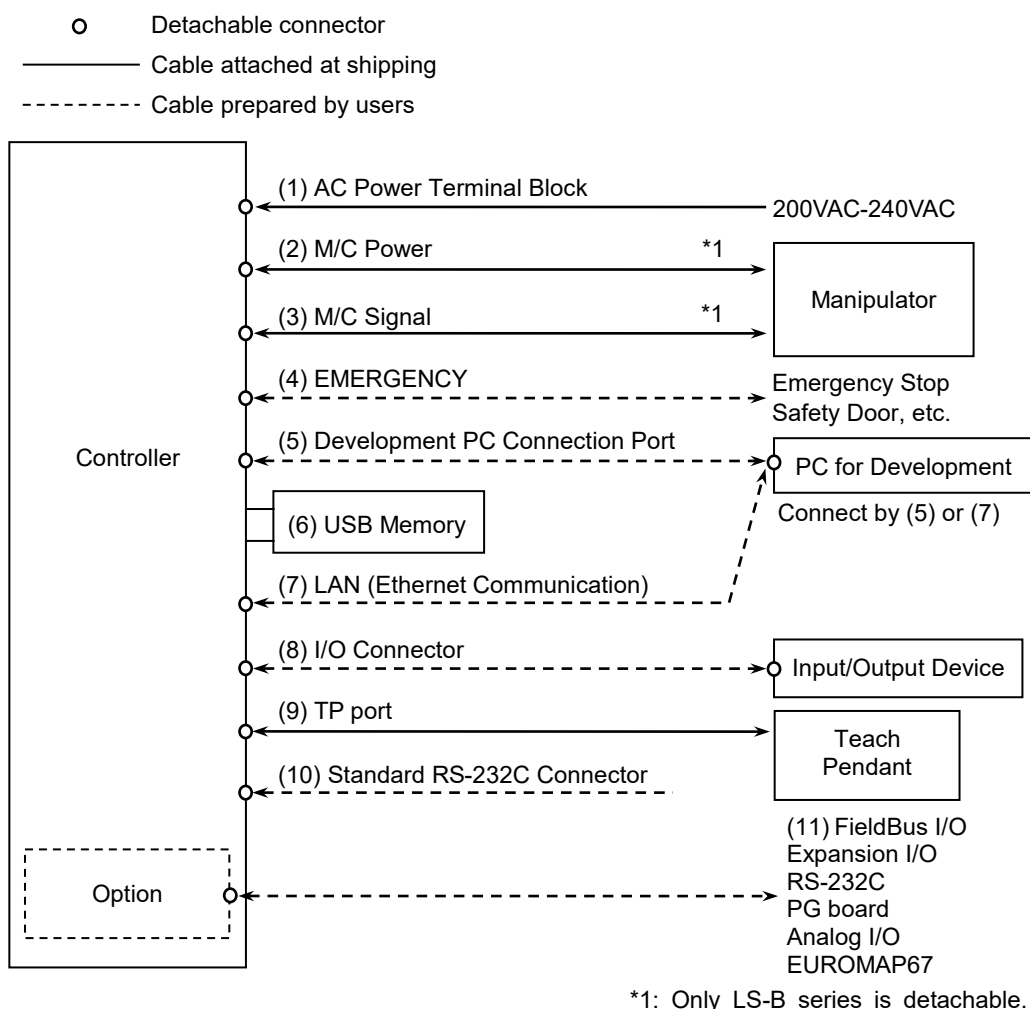 Detachable connector
Cable attached at shipping
Cable prepared by users
(1) AC Power Terminal Block
200VAC-240VAC
(2) M/C Power
*1
Manipulator
(3) M/C Signal
*1
(4) EMERGENCY
Emergency Stop
Safety Door, etc.
Controller
(5) Development PC Connection Port
PC for Development
Connect by (5) or (7)
(6) USB Memory
(7) LAN (Ethernet Communication)
(8) I/O Connector
Input/Output Device
(9) TP port
Teach
Pendant
(10) Standard RS-232C Connector
(11) FieldBus I/O
Expansion I/O
RS-232C
PG board
Analog I/O
EUROMAP67
Option
*1: Only LS-B series is detachable.